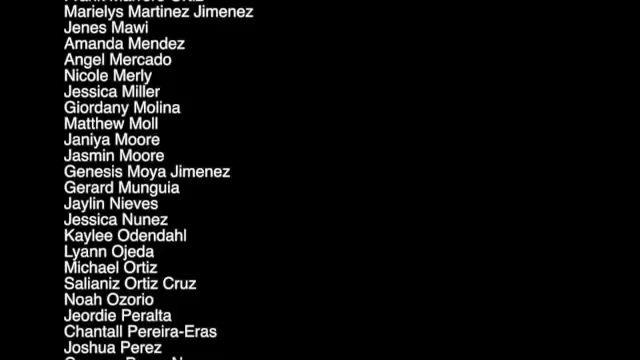 Marielys Martinez Jimenez
Jenes Mawi
Amanda Mendez
Angel Mercado
Nicole Merly
Jessica Miller
Giordany Molina
Matthew Moll
Janiya Moore
Jasmin Moore
Genesis Moya Jimenez
Gerard Munguia
Jaylin Nieves
Jessica Nunez
Kaylee Odendahl
Lyann Ojeda
Michael Ortiz
Salianiz Ortiz Cruz
Noah Ozorio
Jeordie Peralta
Chantall Pereira-Eras
Joshua Perez